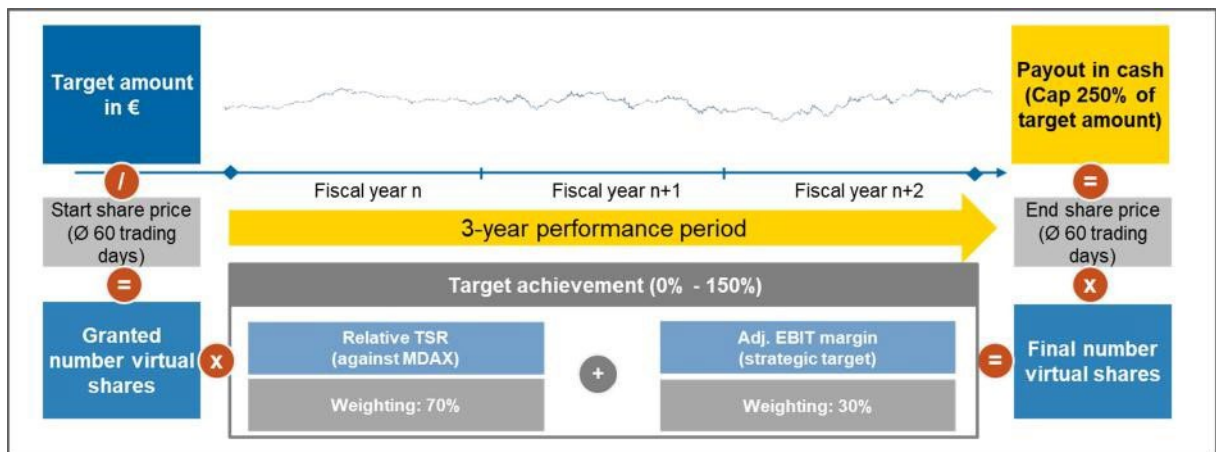 Target amount
in €
/
Start share price
(Ø 60 trading
days)
=
Granted
number virtual
shares
x
Fiscal year n
Fiscal year n+1
Fiscal year n+2
3-year performance period
Target achievement (0% - 150%)
Relative TSR
(against MDAX)
Weighting: 70%
+
Adj. EBIT margin
(strategic target)
Weighting: 30%
=
Payout in cash
(Cap 250% of
target amount)
=
End share price
(Ø 60 trading
days)
x
Final number
virtual shares